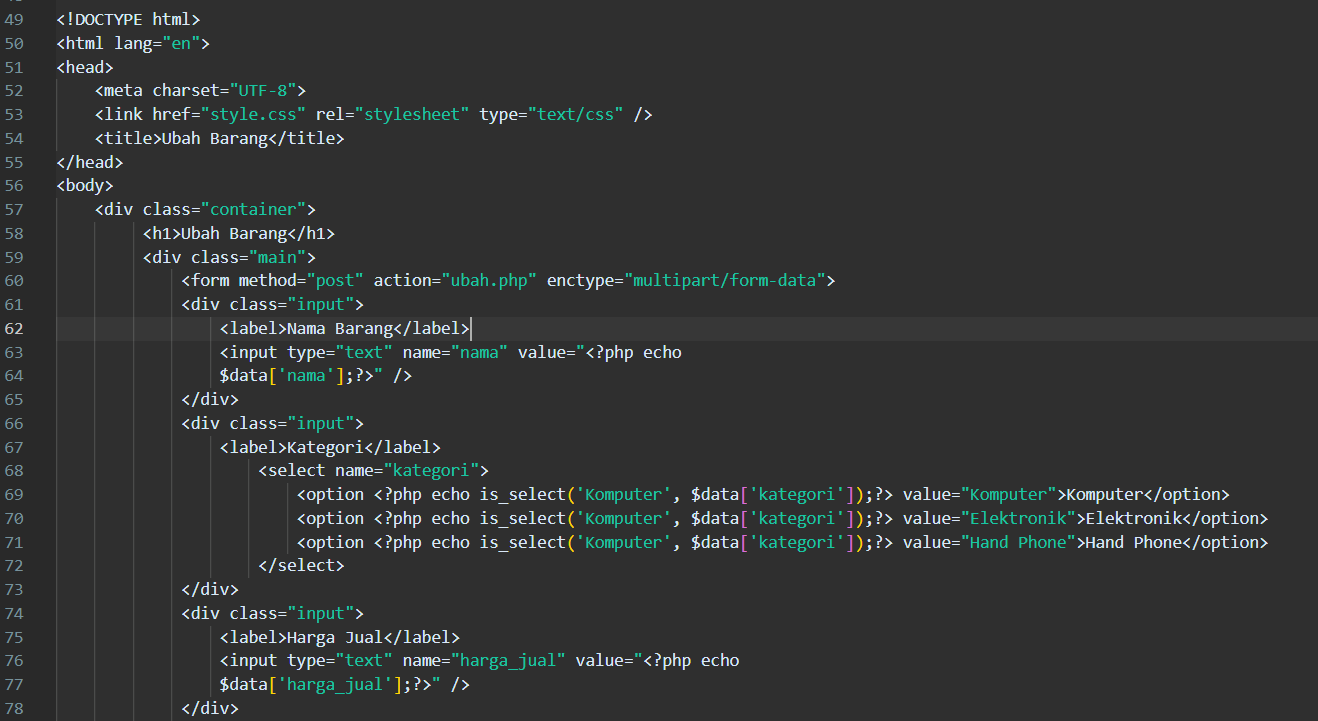 49 <!DOCTYPE html>
50 <html lang="en">
51 <head>
52 <meta charset="UTF-8">
53 <link href="style.css" rel="stylesheet" type="text/css" />
54 <title>Ubah Barang</title>
55 </head>
56 <body>
57 <div class="container">
58 <h1>Ubah Barang</h1>
59 <div class="main">
60 <form method="post" action="ubah.php" enctype="multipart/form-data">
61 <div class="input">
62 <label>Nama Barang</label>
63 <input type="text" name="nama" value="<?php echo
64 $data['nama'];?>" />
65 </div>
66 <div class="input">
67 <label>Kategori</label>
68 <select name="kategori">
69 <option <?php echo is_select('Komputer', $data['kategori']);?> value="Komputer">Komputer</option>
70 <option <?php echo is_select('Komputer', $data['kategori']);?> value="Elektronik">Elektronik</option>
71 <option <?php echo is_select('Komputer', $data['kategori']);?> value="Hand Phone">Hand Phone</option>
72 </select>
73 </div>
74 <div class="input">
75 <label>Harga Jual</label>
76 <input type="text" name="harga_jual" value="<?php echo
77 $data['harga_jual'];?>" />
78 </div>